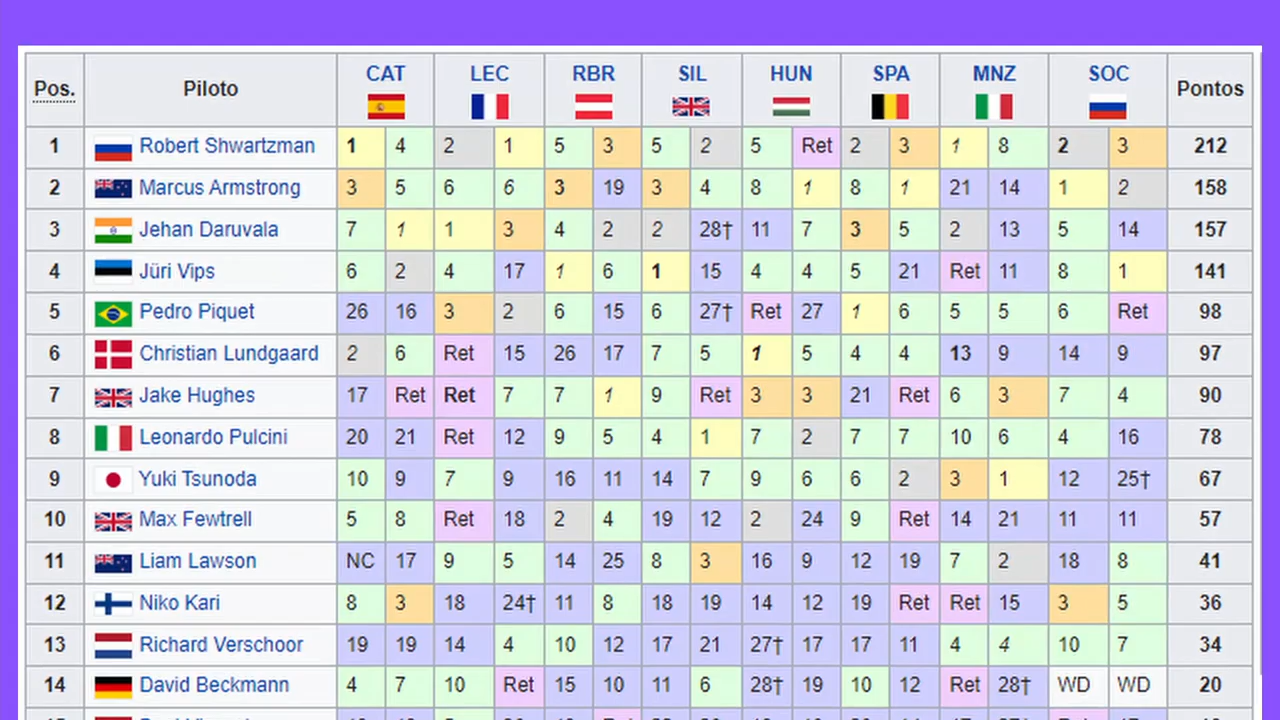 Pos. Piloto CAT LEC RBR SIL HUN SPA MNZ SOC Pontos
1 Robert Shwartzman 1 4 2 1 5 3 5 2 5 Ret 2 3 1 8 2 3 212
2 Marcus Armstrong 3 5 6 6 3 19 3 4 8 1 8 1 21 14 1 2 158
3 Jehan Daruvala 7 1 1 3 4 2 2 28† 11 7 3 5 2 13 5 14 157
4 Jüri Vips 6 2 4 17 1 6 1 15 4 4 5 21 Ret 11 8 1 141
5 Pedro Piquet 26 16 3 2 6 15 6 27† Ret 27 1 6 5 5 6 Ret 98
6 Christian Lundgaard 2 6 Ret 15 26 17 7 5 1 5 4 4 13 9 14 9 97
7 Jake Hughes 17 Ret Ret 7 7 1 9 Ret 3 3 21 Ret 6 3 7 4 90
8 Leonardo Pulcini 20 21 Ret 12 9 5 4 1 7 2 7 7 10 6 4 16 78
9 Yuki Tsunoda 10 9 7 9 16 11 14 7 9 6 6 2 3 1 12 25† 67
10 Max Fewtrell 5 8 Ret 18 2 4 19 12 2 24 9 Ret 14 21 11 11 57
11 Liam Lawson NC 17 9 5 14 25 8 3 16 9 12 19 7 2 18 8 41
12 Niko Kari 8 3 18 24† 11 8 18 19 14 12 19 Ret Ret 15 3 5 36
13 Richard Verschoor 19 19 14 4 10 12 17 21 27† 17 17 11 4 4 10 7 34
14 David Beckmann 4 7 10 Ret 15 10 11 6 28† 19 10 12 Ret 28† WD WD 20